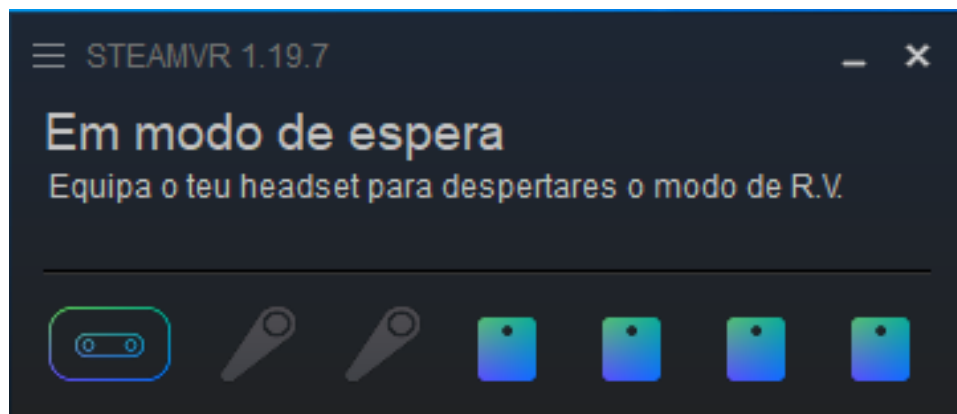 STEAMVR 1.19.7
Em modo de espera
Equipa o teu headset para despertares o modo de R.V.